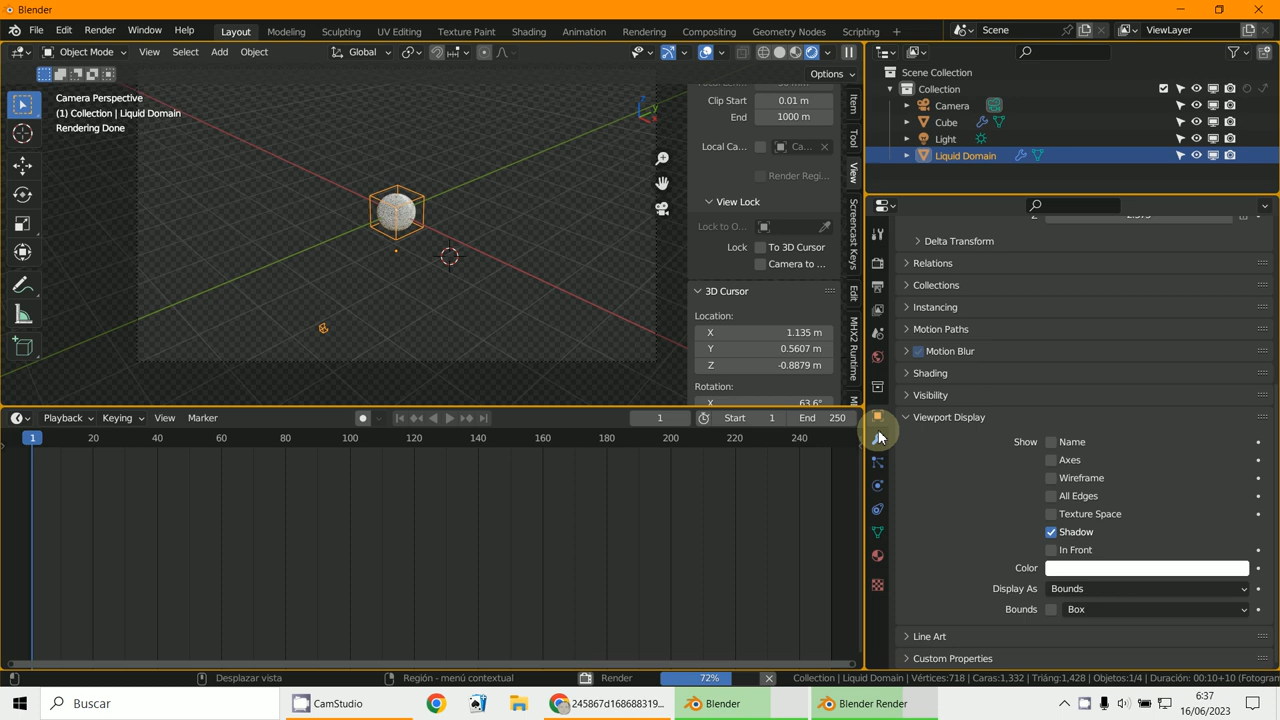 Blender
File Edit Render Window Help Layout Modeling Sculpting UV Editing Texture Paint Shading Animation Rendering Compositing Geometry Nodes Scripting + Scene ViewLayer
Object Mode View Select Add Object Global
Options
Camera Perspective
(1) Collection | Liquid Domain
Rendering Done
Clip Start 0.01 m
End 1000 m
Local Ca... Ca...
Render Regi...
View Lock
Lock to O...
Lock To 3D Cursor
Camera to ...
3D Cursor
Location:
X 1.135 m
Y 0.5607 m
Z -0.8879 m
Rotation:
X 63.6°
Item
Tool
View
Screencast Keys
Edit
MHX2 Runtime
Scene Collection
Collection
Camera
Cube
Light
Liquid Domain
Delta Transform
Relations
Collections
Instancing
Motion Paths
Motion Blur
Shading
Visibility
Viewport Display
Show Name
Axes
Wireframe
All Edges
Texture Space
Shadow
In Front
Color
Display As Bounds
Bounds Box
Line Art
Custom Properties
Playback Keying View Marker 1 Start 1 End 250
1 20 40 60 80 100 120 140 160 180 200 220 240
Desplazar vista Región - menú contextual Render 72% Collection | Liquid Domain | Vértices:718 | Caras:1,332 | Triáng:1,428 | Objetos:1/4 | Duración: 00:10+10 (Fotogran
Buscar CamStudio 245867d168688319... Blender Blender Render 6:37
16/06/2023